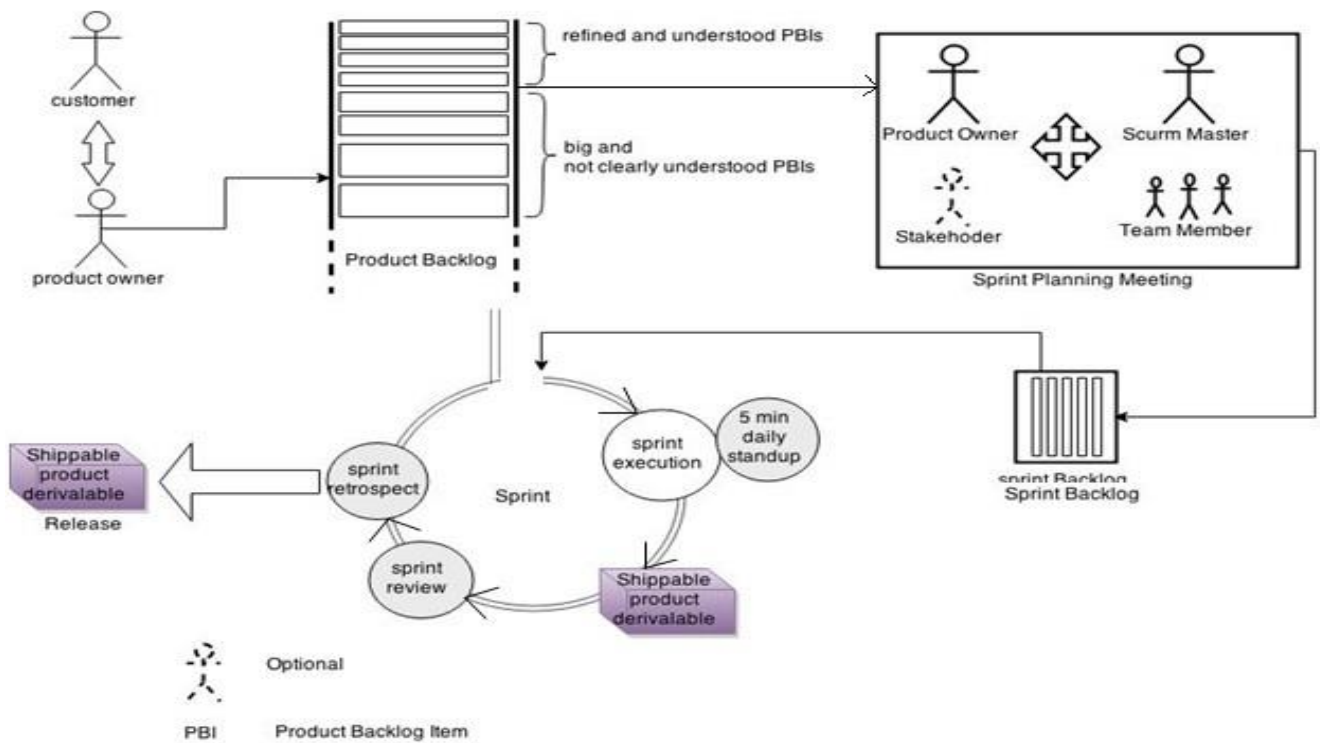 customer
product owner
refined and understood PBIs
big and
not clearly understood PBIs
Product Backlog
Product Owner
Scurm Master
Stakehoder
Team Member
Sprint Planning Meeting
sprint Backlog
Sprint Backlog
sprint
execution
5 min
daily
standup
Sprint
Shippable
product
derivalable
sprint
review
sprint
retrospect
Shippable
product
derivalable
Release
Optional
PBI Product Backlog Item